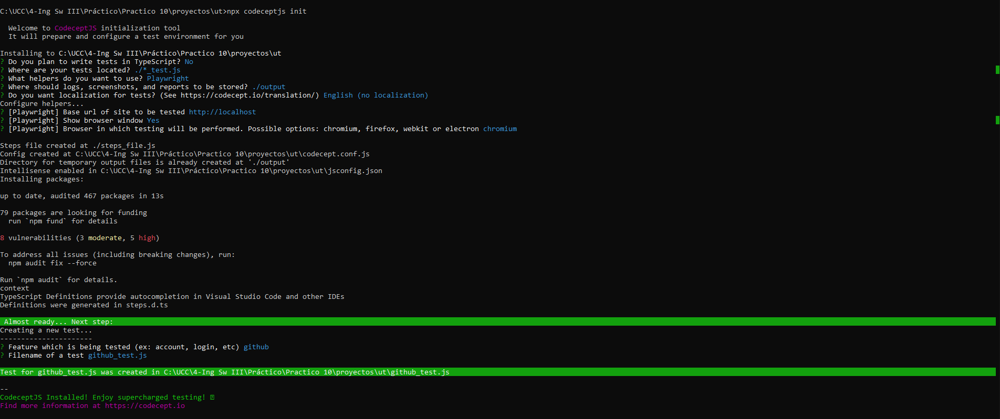 C:\UCC\4-Ing Sw III\Práctico\Practico 10\proyectos\ut>npx codeceptjs init
Welcome to CodeceptJS initialization tool
It will prepare and configure a test environment for you
Installing to C:\UCC\4-Ing Sw III\Práctico\Practico 10\proyectos\ut
? Do you plan to write tests in TypeScript? No
? Where are your tests located? ./*_test.js
? What helpers do you want to use? Playwright
? Where should logs, screenshots, and reports to be stored? ./output
? Do you want localization for tests? (See https://codecept.io/translation/) English (no localization)
Configure helpers...
? [Playwright] Base url of site to be tested http://localhost
? [Playwright] Show browser window Yes
? [Playwright] Browser in which testing will be performed. Possible options: chromium, firefox, webkit or electron chromium
Steps file created at ./steps_file.js
Config created at C:\UCC\4-Ing Sw III\Práctico\Practico 10\proyectos\ut\codecept.conf.js
Directory for temporary output files is already created at './output'
Intellisense enabled in C:\UCC\4-Ing Sw III\Práctico\Practico 10\proyectos\ut\jsconfig.json
Installing packages:
up to date, audited 467 packages in 13s
79 packages are looking for funding
run `npm fund` for details
8 vulnerabilities (3 moderate, 5 high)
To address all issues (including breaking changes), run:
npm audit fix --force
Run `npm audit` for details.
context
TypeScript Definitions provide autocompletion in Visual Studio Code and other IDEs
Definitions were generated in steps.d.ts
Almost ready... Next step:
Creating a new test...
----------------------
? Feature which is being tested (ex: account, login, etc) github
? Filename of a test github_test.js
Test for github_test.js was created in C:\UCC\4-Ing Sw III\Práctico\Practico 10\proyectos\ut\github_test.js
--
CodeceptJS Installed! Enjoy supercharged testing!
Find more information at https://codecept.io